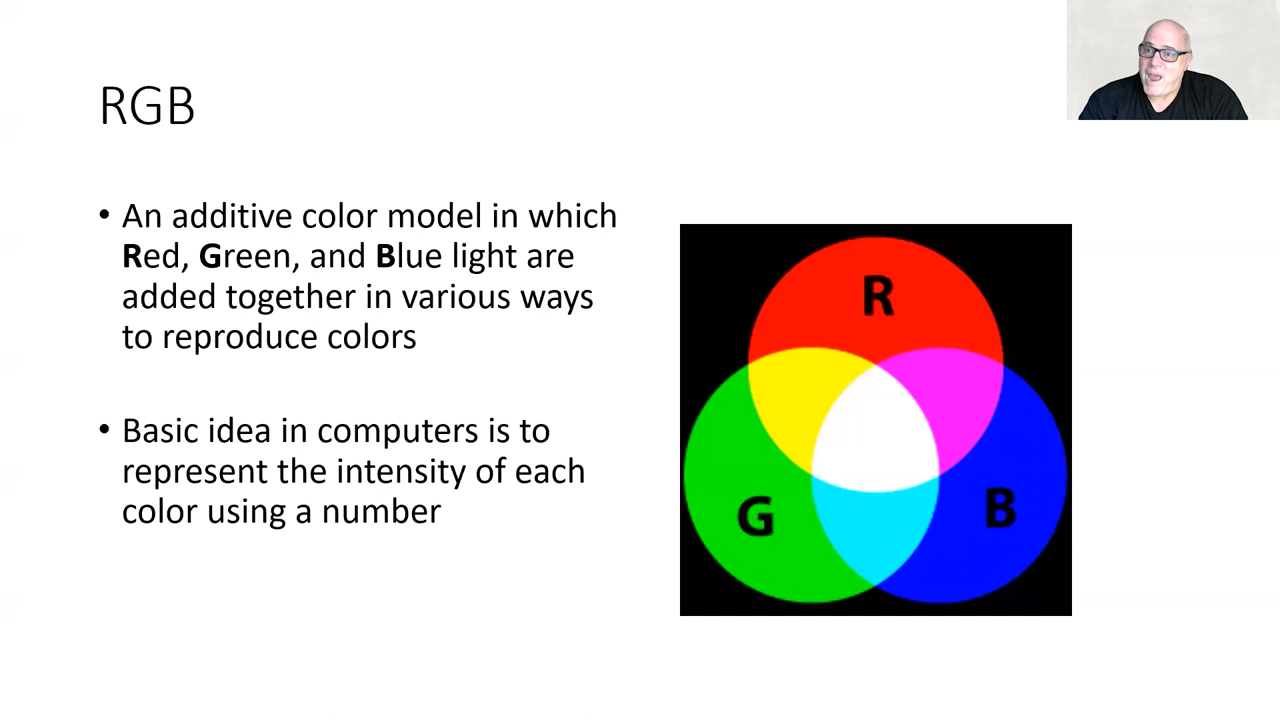 RGB
• An additive color model in which
Red, Green, and Blue light are
added together in various ways
to reproduce colors
• Basic idea in computers is to
represent the intensity of each
color using a number
R
G
B